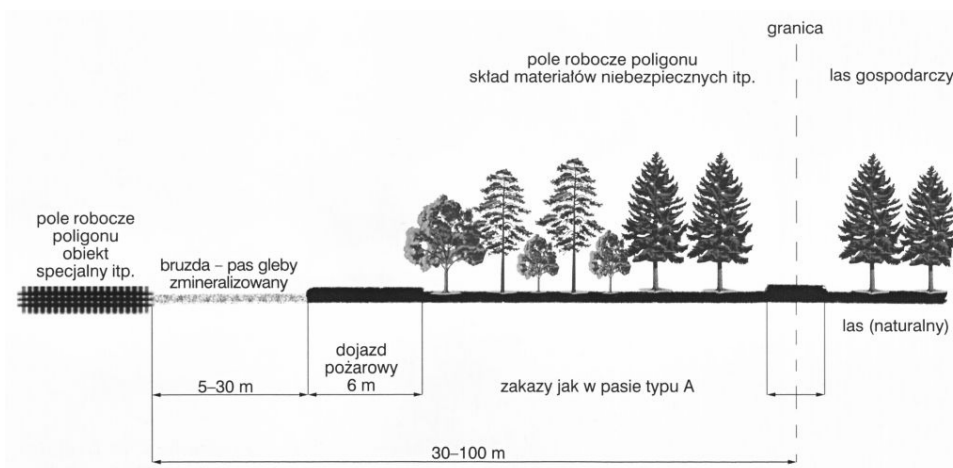 granica
pole robocze poligonu
skład materiałów niebezpiecznych itp.
las gospodarczy
pole robocze
poligonu
obiekt
specjalny itp.
bruzda – pas gleby
zmineralizowany
las (naturalny)
dojazd
pożarowy
6 m
5–30 m
zakazy jak w pasie typu A
30–100 m